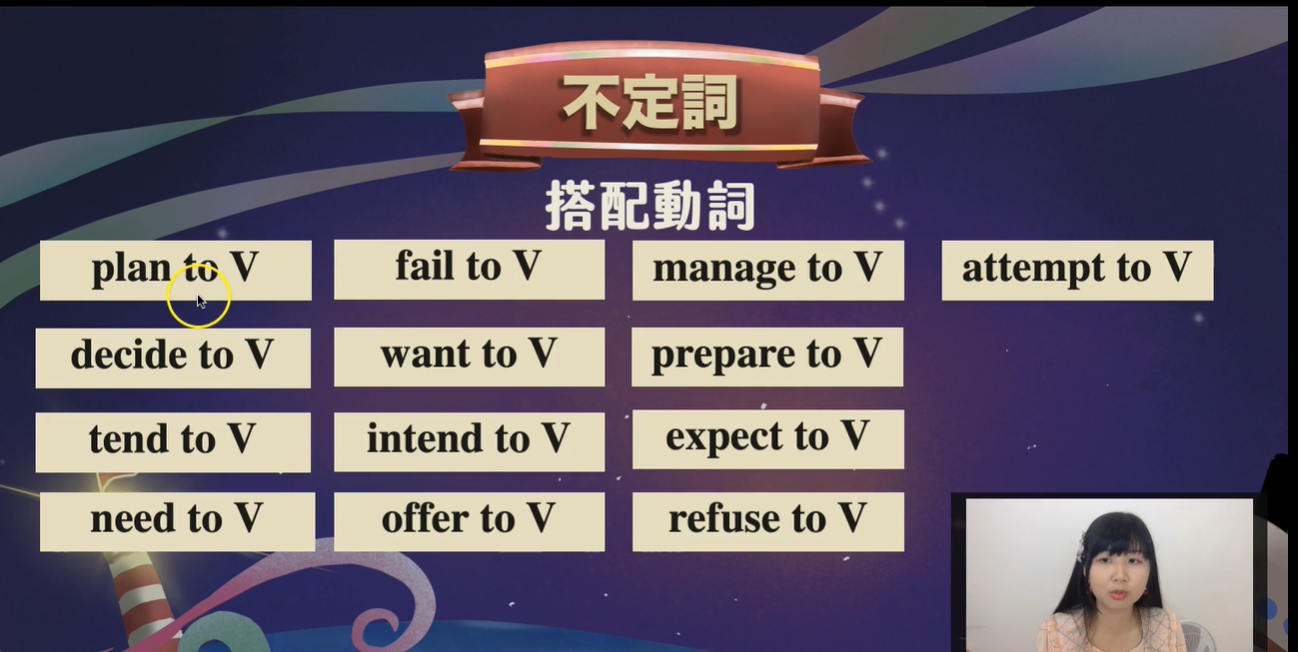 不定詞
搭配動詞
plan to V
fail to V
manage to V
attempt to V
decide to V
want to V
prepare to V
tend to V
intend to V
expect to V
need to V
offer to V
refuse to V